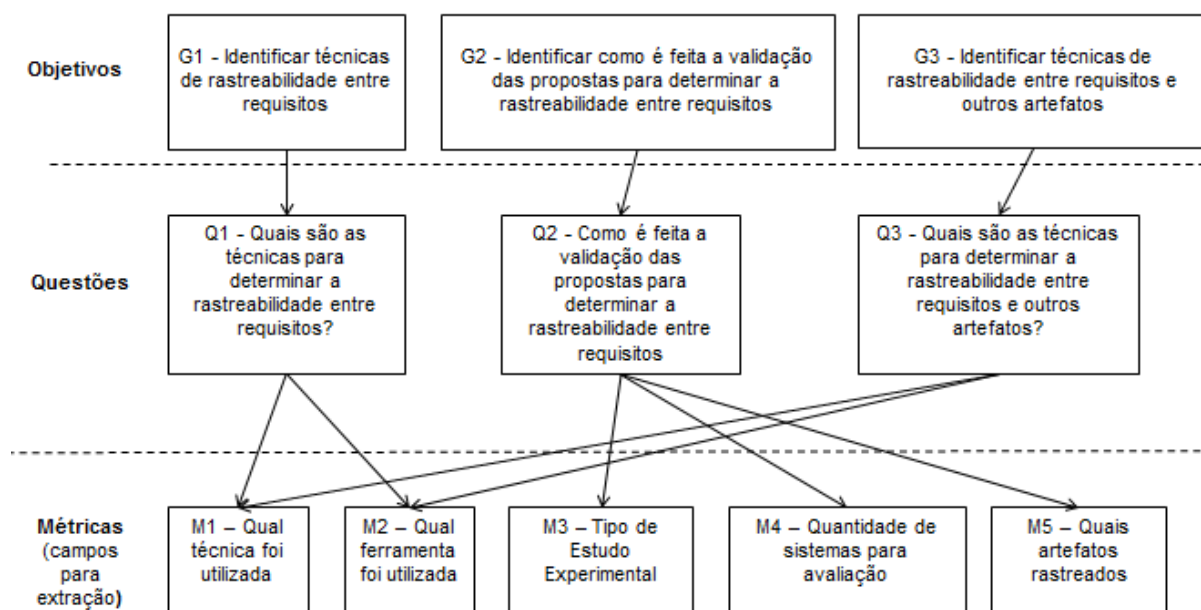 Objetivos
G1 - Identificar técnicas
de rastreabilidade entre
requisitos
G2 - Identificar como é feita a validação
das propostas para determinar a
rastreabilidade entre requisitos
G3 - Identificar técnicas de
rastreabilidade entre requisitos e
outros artefatos
Questões
Q1 - Quais são as
técnicas para
determinar a
rastreabilidade entre
requisitos?
Q2 - Como é feita a
validação das
propostas para
determinar a
rastreabilidade entre
requisitos
Q3 - Quais são as técnicas
para determinar a
rastreabilidade entre
requisitos e outros
artefatos?
Métricas
(campos
para
extração)
M1 – Qual
técnica foi
utilizada
M2 – Qual
ferramenta
foi utilizada
M3 – Tipo de
Estudo
Experimental
M4 – Quantidade de
sistemas para
avaliação
M5 – Quais
artefatos
rastreados